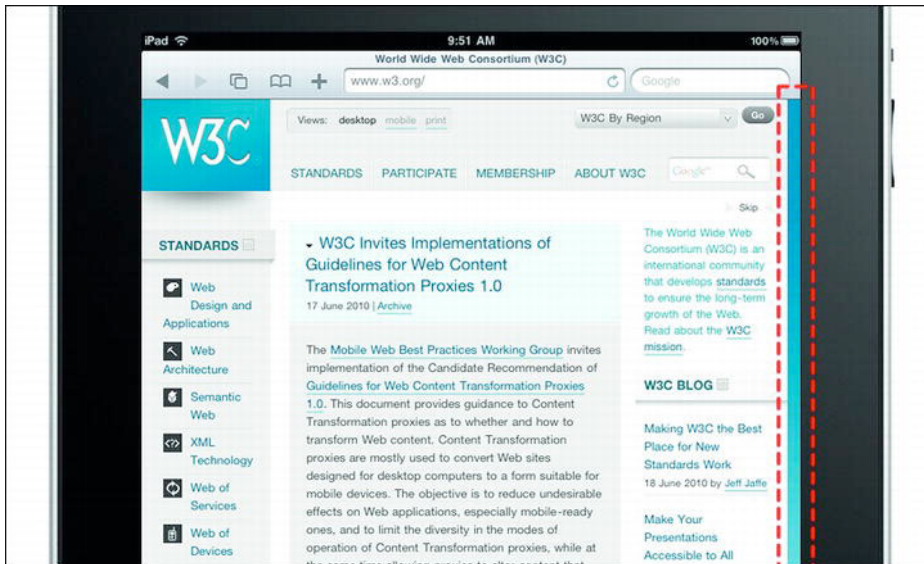 iPad
9:51 AM
100%
World Wide Web Consortium (W3C)
www.w3.org/
Google
W3C
Views: desktop mobile print
W3C By Region
Go
STANDARDS PARTICIPATE MEMBERSHIP ABOUT W3C
Google
Skip
STANDARDS
Web
Design and
Applications
Web
Architecture
Semantic
Web
XML
Technology
Web of
Services
Web of
Devices
W3C Invites Implementations of
Guidelines for Web Content
Transformation Proxies 1.0
17 June 2010 | Archive
The Mobile Web Best Practices Working Group invites
implementation of the Candidate Recommendation of
Guidelines for Web Content Transformation Proxies
1.0. This document provides guidance to Content
Transformation proxies as to whether and how to
transform Web content. Content Transformation
proxies are mostly used to convert Web sites
designed for desktop computers to a form suitable for
mobile devices. The objective is to reduce undesirable
effects on Web applications, especially mobile-ready
ones, and to limit the diversity in the modes of
operation of Content Transformation proxies, while at
the same time allowing proxies to alter content that
The World Wide Web
Consortium (W3C) is an
international community
that develops standards
to ensure the long-term
growth of the Web.
Read about the W3C
mission.
W3C BLOG
Making W3C the Best
Place for New
Standards Work
18 June 2010 by Jeff Jaffe
Make Your
Presentations
Accessible to All